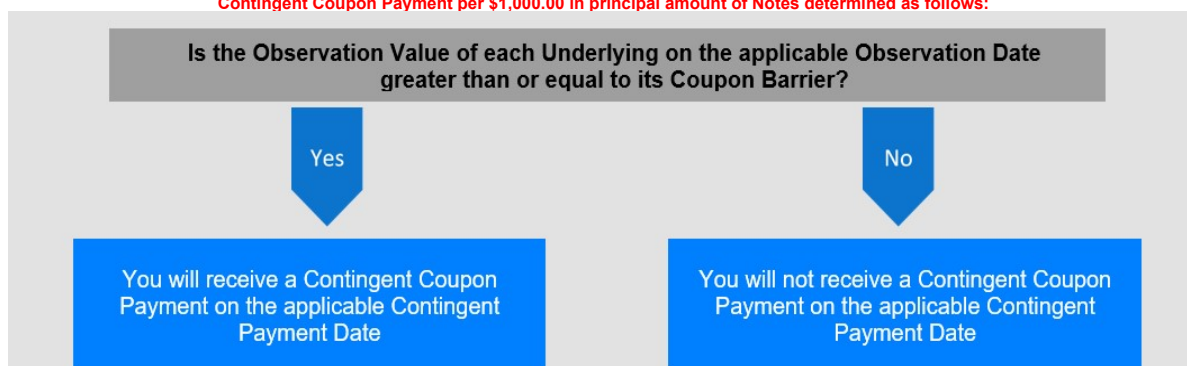 Contingent Coupon Payment per $1,000.00 in principal amount of Notes determined as follows:
Is the Observation Value of each Underlying on the applicable Observation Date
greater than or equal to its Coupon Barrier?
Yes
No
You will receive a Contingent Coupon
Payment on the applicable Contingent
Payment Date
You will not receive a Contingent Coupon
Payment on the applicable Contingent
Payment Date